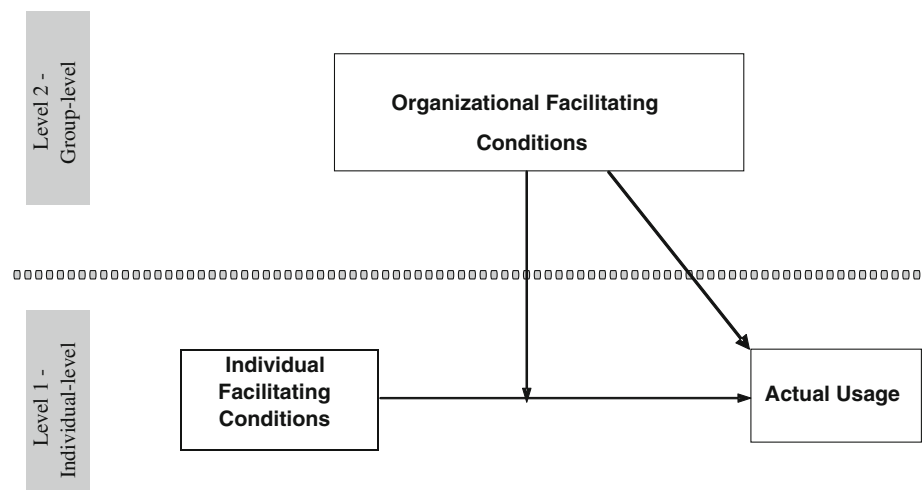 Level 2 -
Group-level
Organizational Facilitating
Conditions
Level 1 -
Individual-level
Individual
Facilitating
Conditions
Actual Usage